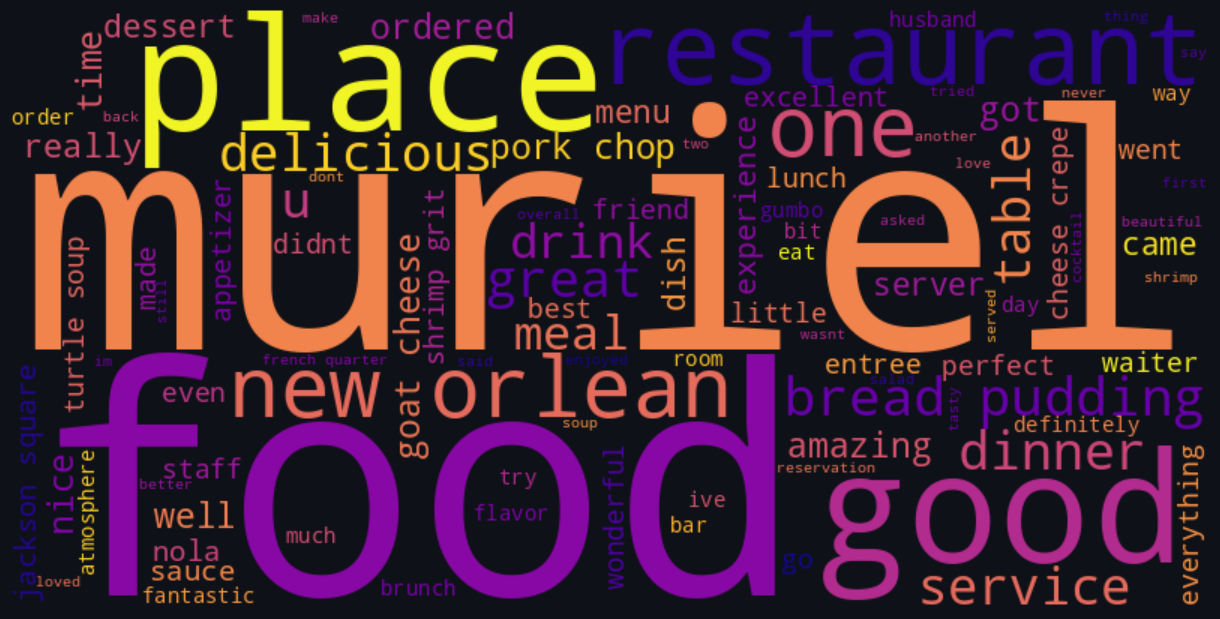 make
husband
thing
dessert
ordered
place
restaurant
say
time
order
back
menu
excellent
tried
got
never
way
really
delicious
pork chop
two
one
another
went
love
dont
muriel
u
appetizer
didnt
cheese
shrimp grit
overall
friend
drink
great
dish
experience
lunch
gumbo
bit
eat
asked
table
cheese crepe
cocktail
first
beautiful
came
shrimp
server
served
day
turtle soup
made
still
best
meal
little
wasnt
im
french quarter
said
enjoyed
room
entree
perfect
waiter
salad
food
even
new orlean
goat cheese
bread pudding
tasty
soup
definitely
jackson square
nice
atmosphere
staff
better
try
flavor
wonderful
ive
bar
amazing
reservation
dinner
good
everything
well
much
nola
sauce
loved
fantastic
brunch
go
service